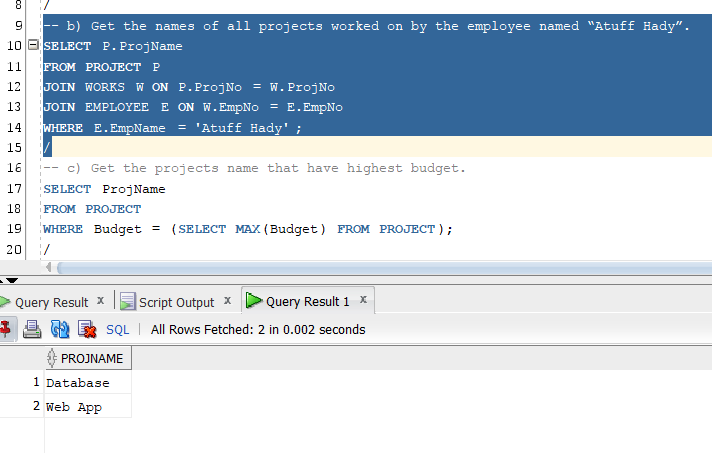 8 /
9 -- b) Get the names of all projects worked on by the employee named “Atuff Hady”.
10 SELECT P.ProjName
11 FROM PROJECT P
12 JOIN WORKS W ON P.ProjNo = W.ProjNo
13 JOIN EMPLOYEE E ON W.EmpNo = E.EmpNo
14 WHERE E.EmpName = 'Atuff Hady';
15 /
16 -- c) Get the projects name that have highest budget.
17 SELECT ProjName
18 FROM PROJECT
19 WHERE Budget = (SELECT MAX(Budget) FROM PROJECT);
20 /
Query Result x Script Output x Query Result 1 x
SQL All Rows Fetched: 2 in 0.002 seconds
PROJNAME
1 Database
2 Web App